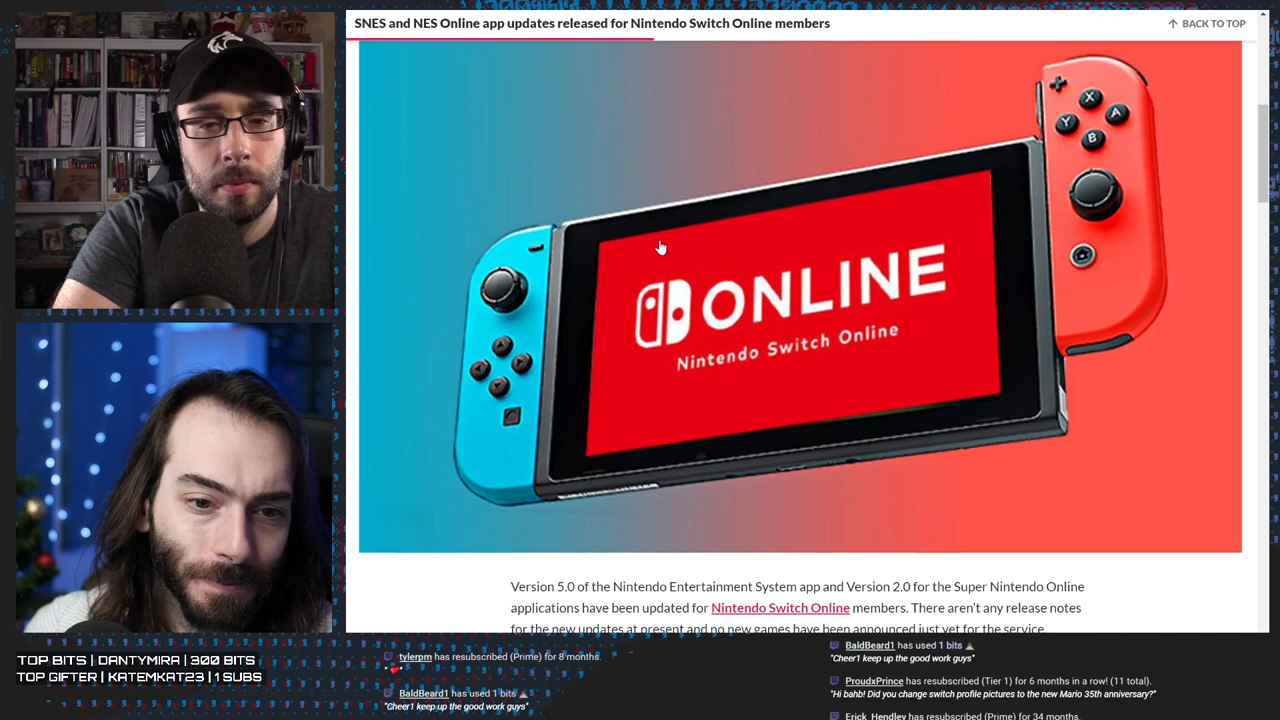 SNES and NES Online app updates released for Nintendo Switch Online members
BACK TO TOP
X
Y
A
B
ONLINE
Nintendo Switch Online
Version 5.0 of the Nintendo Entertainment System app and Version 2.0 for the Super Nintendo Online
applications have been updated for Nintendo Switch Online members. There aren't any release notes
for the new updates at present and no new games have been announced just yet for the service.
TOP BITS | DANTYMIRA | 300 BITS
TOP GIFTER | KATEMKAT23 | 1 SUBS
tylerpm has resubscribed (Prime) for 8 months.
BaldBeard1 has used 1 bits
"Cheer1 keep up the good work guys"
BaldBeard1 has used 1 bits
"Cheer1 keep up the good work guys"
ProudxPrince has resubscribed (Tier 1) for 6 months in a row! (11 total).
"Hi bahb! Did you change switch profile pictures to the new Mario 35th anniversary?"
Erick_Hendley has resubscribed (Prime) for 34 months.